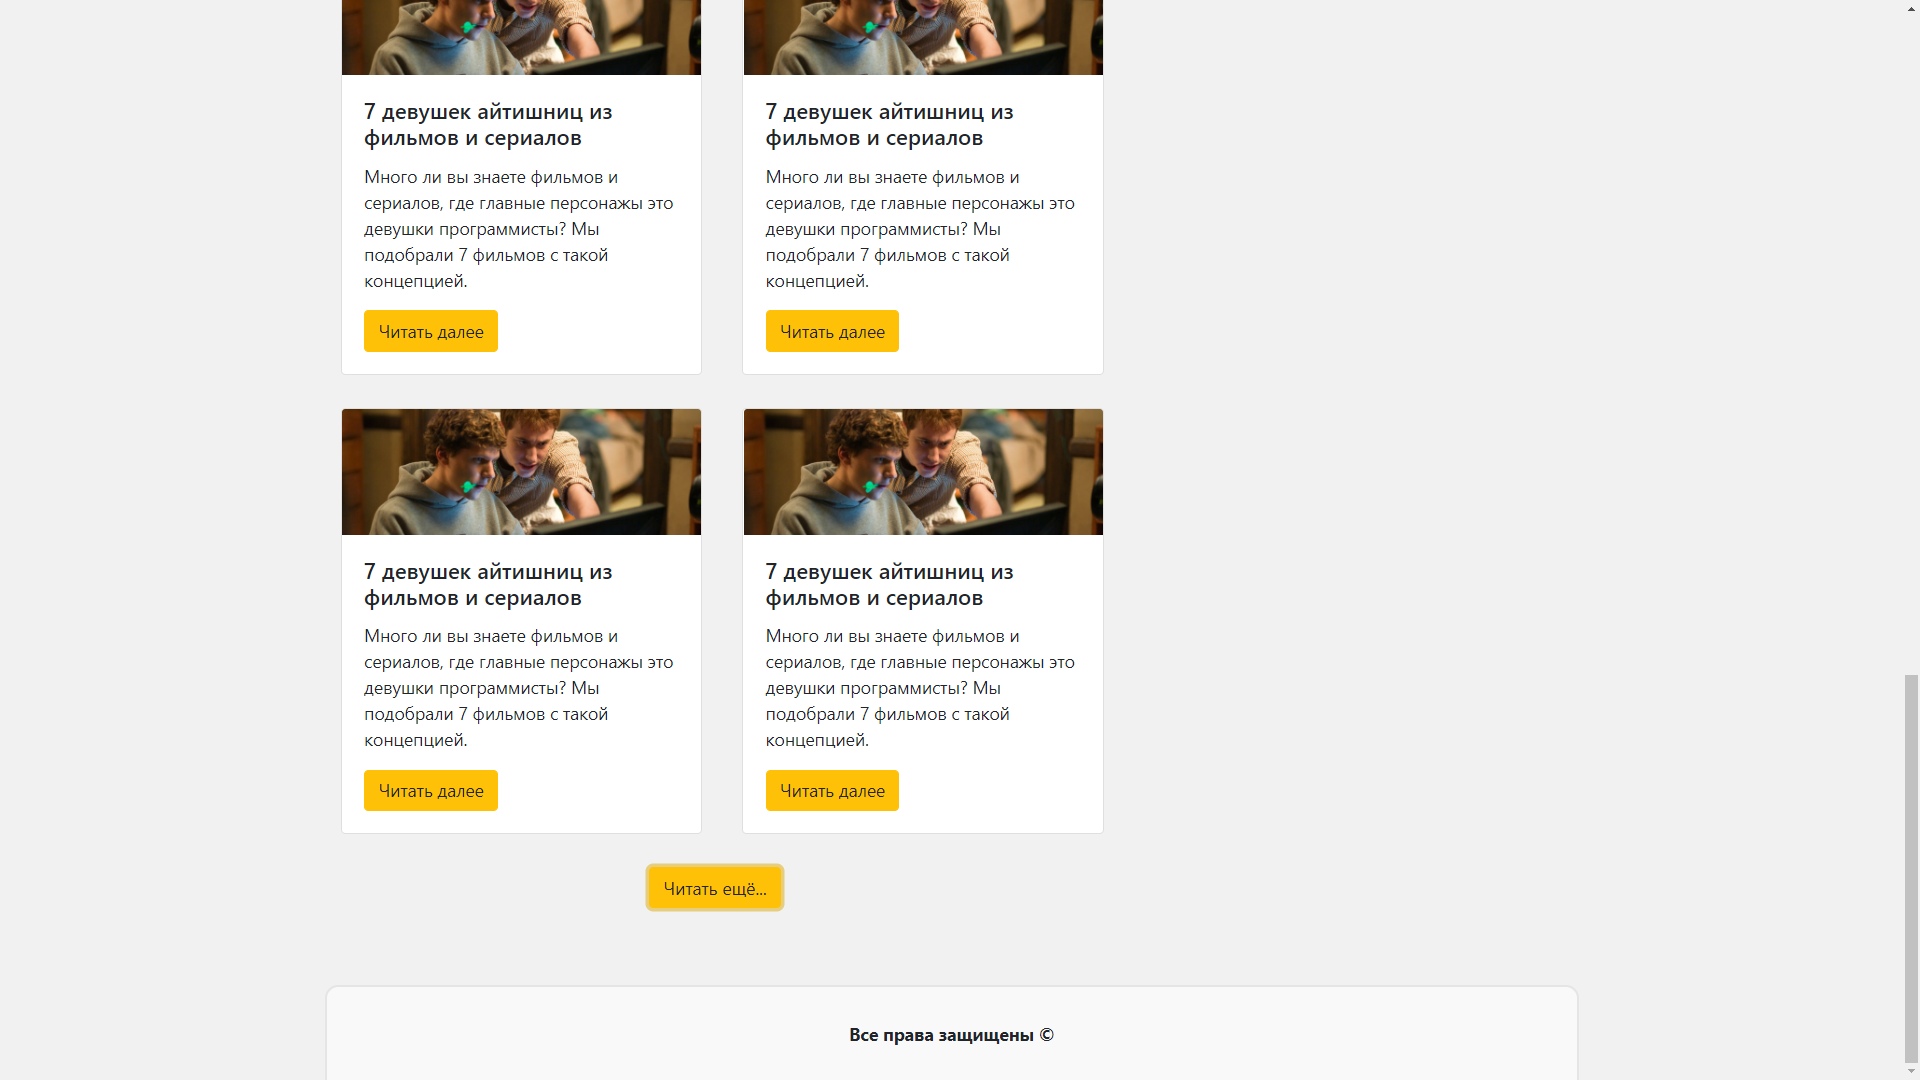 7 девушек айтишниц из
фильмов и сериалов
Много ли вы знаете фильмов и
сериалов, где главные персонажы это
девушки программисты? Мы
подобрали 7 фильмов с такой
концепцией.
Читать далее
7 девушек айтишниц из
фильмов и сериалов
Много ли вы знаете фильмов и
сериалов, где главные персонажы это
девушки программисты? Мы
подобрали 7 фильмов с такой
концепцией.
Читать далее
7 девушек айтишниц из
фильмов и сериалов
Много ли вы знаете фильмов и
сериалов, где главные персонажы это
девушки программисты? Мы
подобрали 7 фильмов с такой
концепцией.
Читать далее
7 девушек айтишниц из
фильмов и сериалов
Много ли вы знаете фильмов и
сериалов, где главные персонажы это
девушки программисты? Мы
подобрали 7 фильмов с такой
концепцией.
Читать далее
Читать ещё...
Все права защищены ©